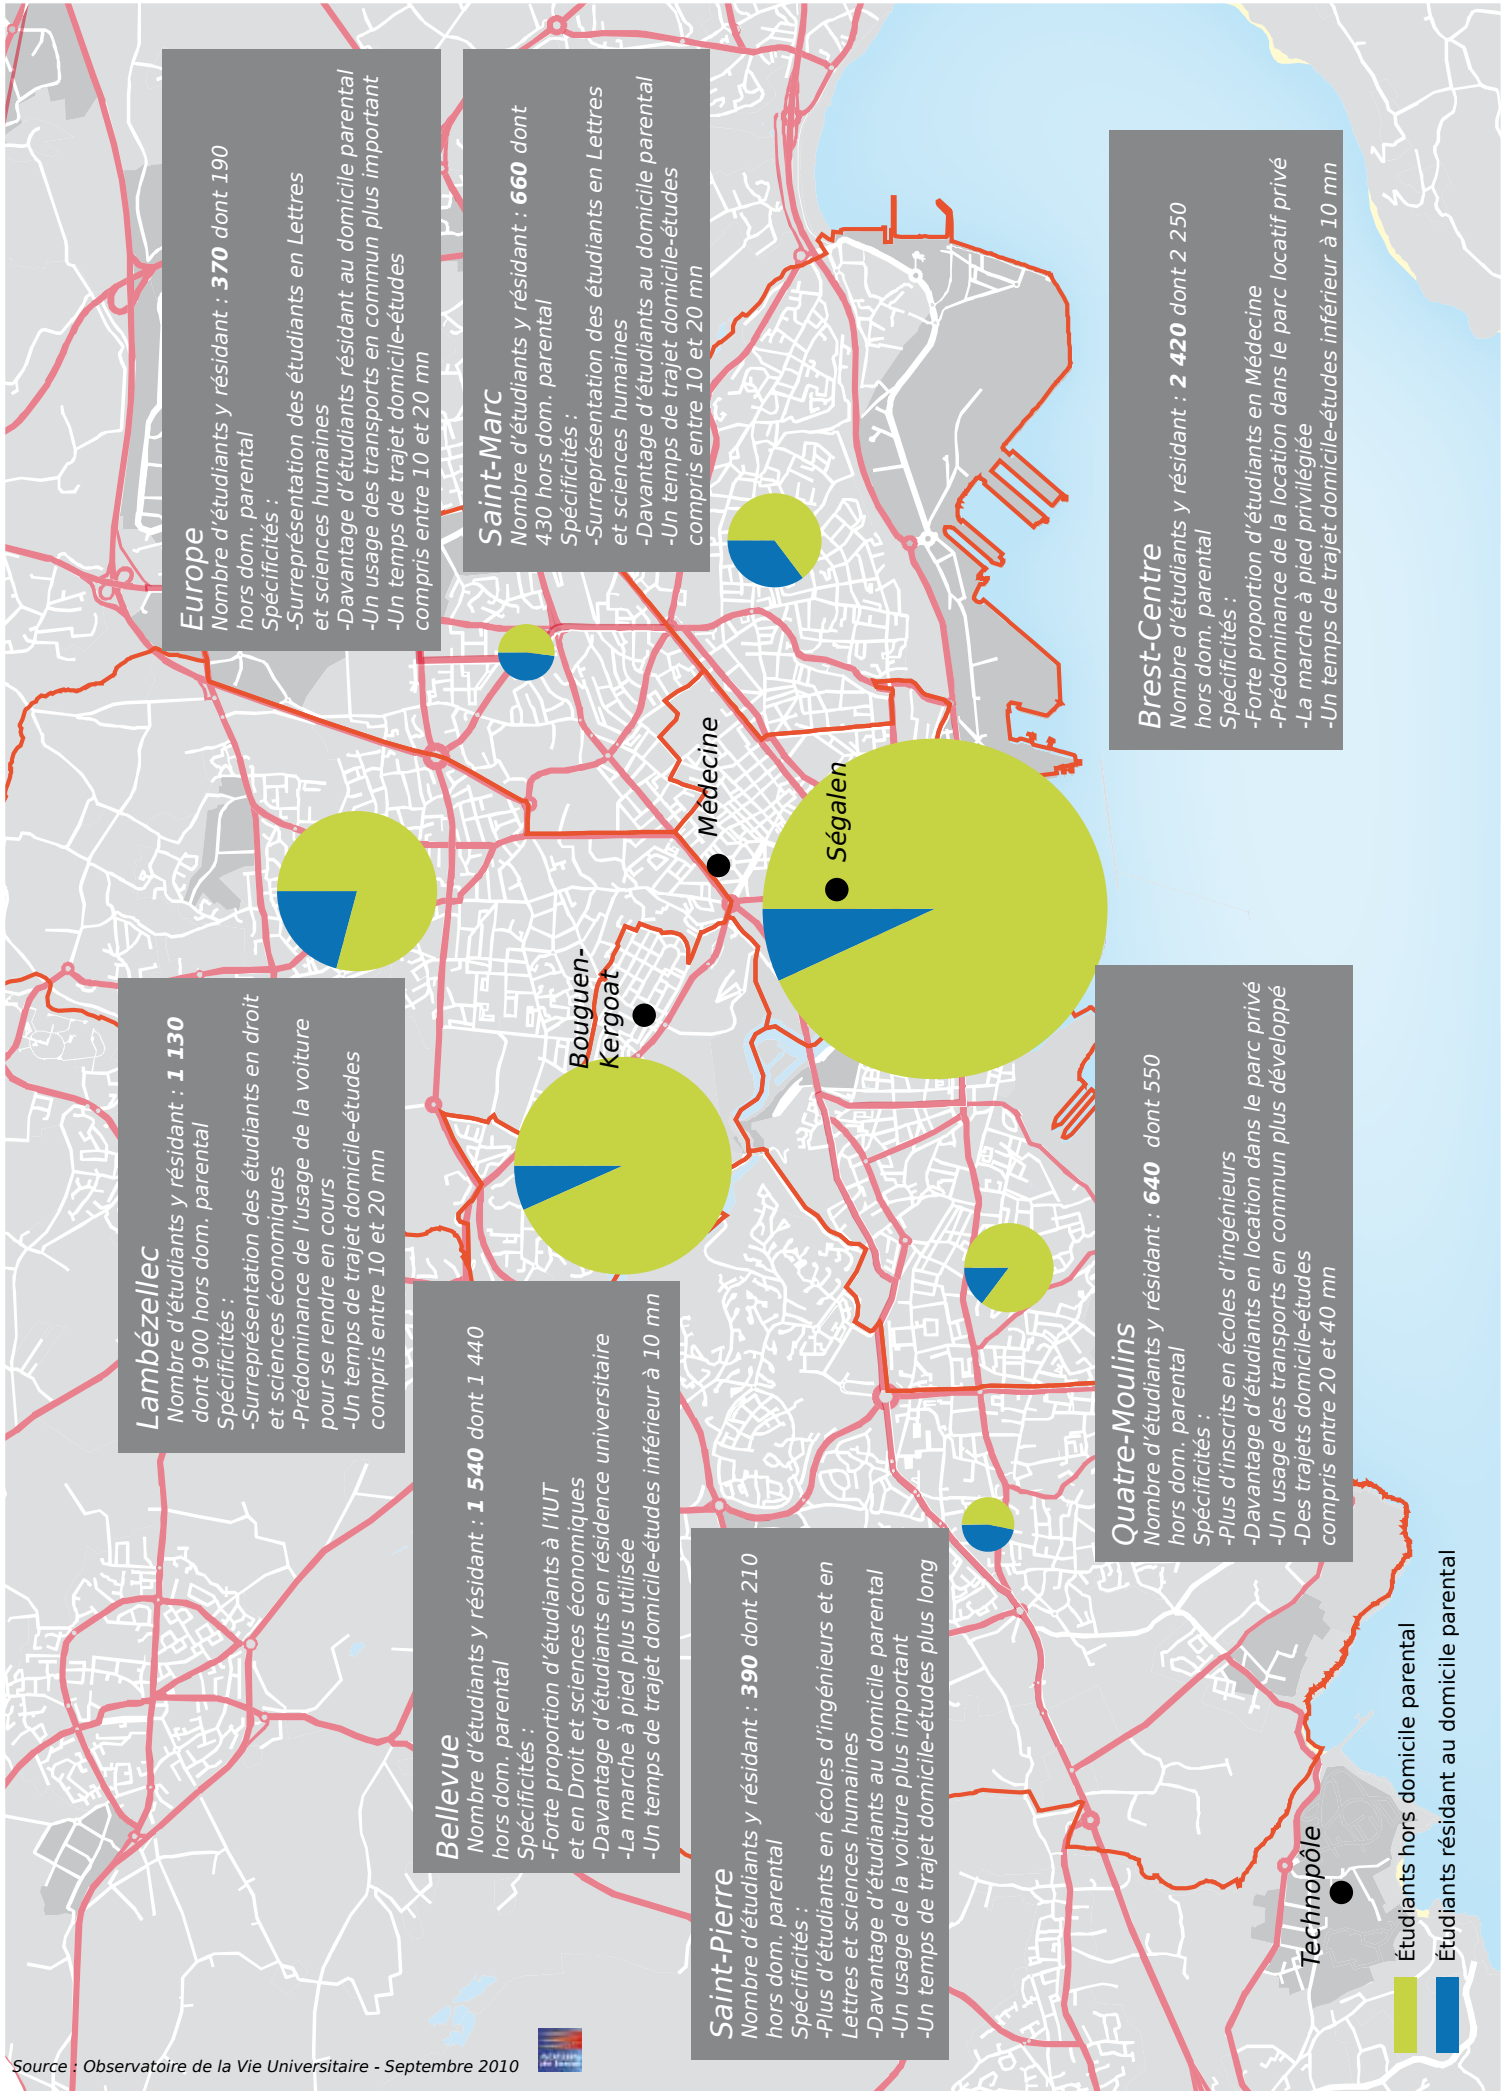 Lambézellec
Nombre d'étudiants y résidant : 1 130
dont 900 hors dom. parental
Spécificités :
-Surreprésentation des étudiants en droit
et sciences économiques
-Prédominance de l'usage de la voiture
pour se rendre en cours
-Un temps de trajet domicile-études
compris entre 10 et 20 mn
Europe
Nombre d'étudiants y résidant : 370 dont 190
hors dom. parental
Spécificités :
-Surreprésentation des étudiants en Lettres
et sciences humaines
-Davantage d'étudiants résidant au domicile parental
-Un usage des transports en commun plus important
-Un temps de trajet domicile-études
compris entre 10 et 20 mn
Bellevue
Nombre d'étudiants y résidant : 1 540 dont 1 440
hors dom. parental
Spécificités :
-Forte proportion d'étudiants à l'IUT
et en Droit et sciences économiques
-Davantage d'étudiants en résidence universitaire
-La marche à pied plus utilisée
-Un temps de trajet domicile-études inférieur à 10 mn
Saint-Marc
Nombre d'étudiants y résidant : 660 dont
430 hors dom. parental
Spécificités :
-Surreprésentation des étudiants en Lettres
et sciences humaines
-Davantage d'étudiants au domicile parental
-Un temps de trajet domicile-études
compris entre 10 et 20 mn
Bouguen-
Kergoat
Médecine
Ségalen
Saint-Pierre
Nombre d'étudiants y résidant : 390 dont 210
hors dom. parental
Spécificités :
-Plus d'étudiants en écoles d'ingénieurs et en
Lettres et sciences humaines
-Davantage d'étudiants au domicile parental
-Un usage de la voiture plus important
-Un temps de trajet domicile-études plus long
Quatre-Moulins
Nombre d'étudiants y résidant : 640 dont 550
hors dom. parental
Spécificités :
-Plus d'inscrits en écoles d'ingénieurs
-Davantage d'étudiants en location dans le parc privé
-Un usage des transports en commun plus développé
-Des trajets domicile-études
compris entre 20 et 40 mn
Brest-Centre
Nombre d'étudiants y résidant : 2 420 dont 2 250
hors dom. parental
Spécificités :
-Forte proportion d'étudiants en Médecine
-Prédominance de la location dans le parc locatif privé
-La marche à pied privilégiée
-Un temps de trajet domicile-études inférieur à 10 mn
Technopôle
Étudiants hors domicile parental
Étudiants résidant au domicile parental
Source : Observatoire de la Vie Universitaire - Septembre 2010